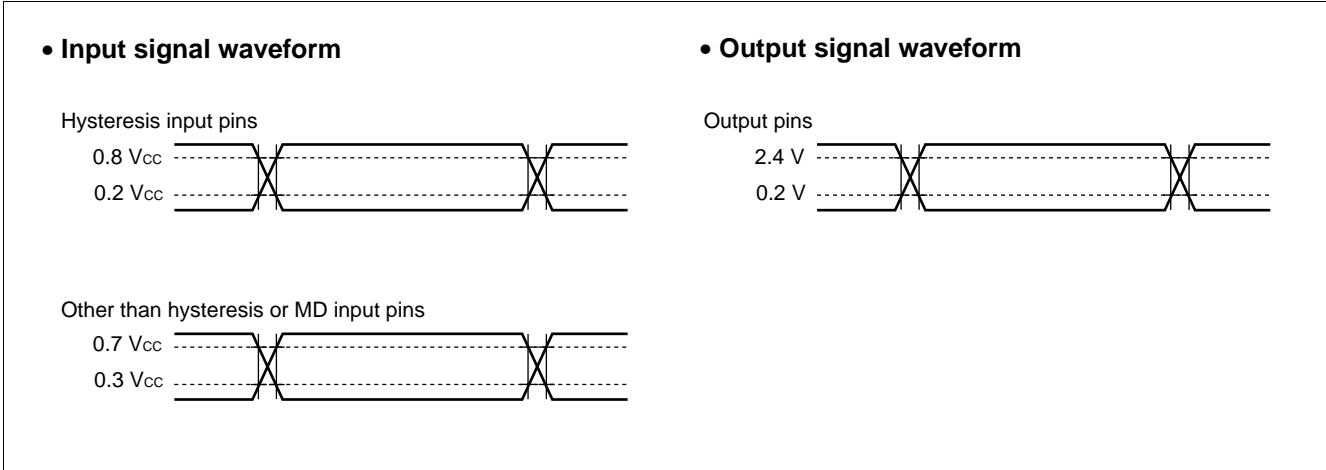 • Input signal waveform
Hysteresis input pins
0.8 Vcc
0.2 Vcc
Other than hysteresis or MD input pins
0.7 Vcc
0.3 Vcc
• Output signal waveform
Output pins
2.4 V
0.2 V